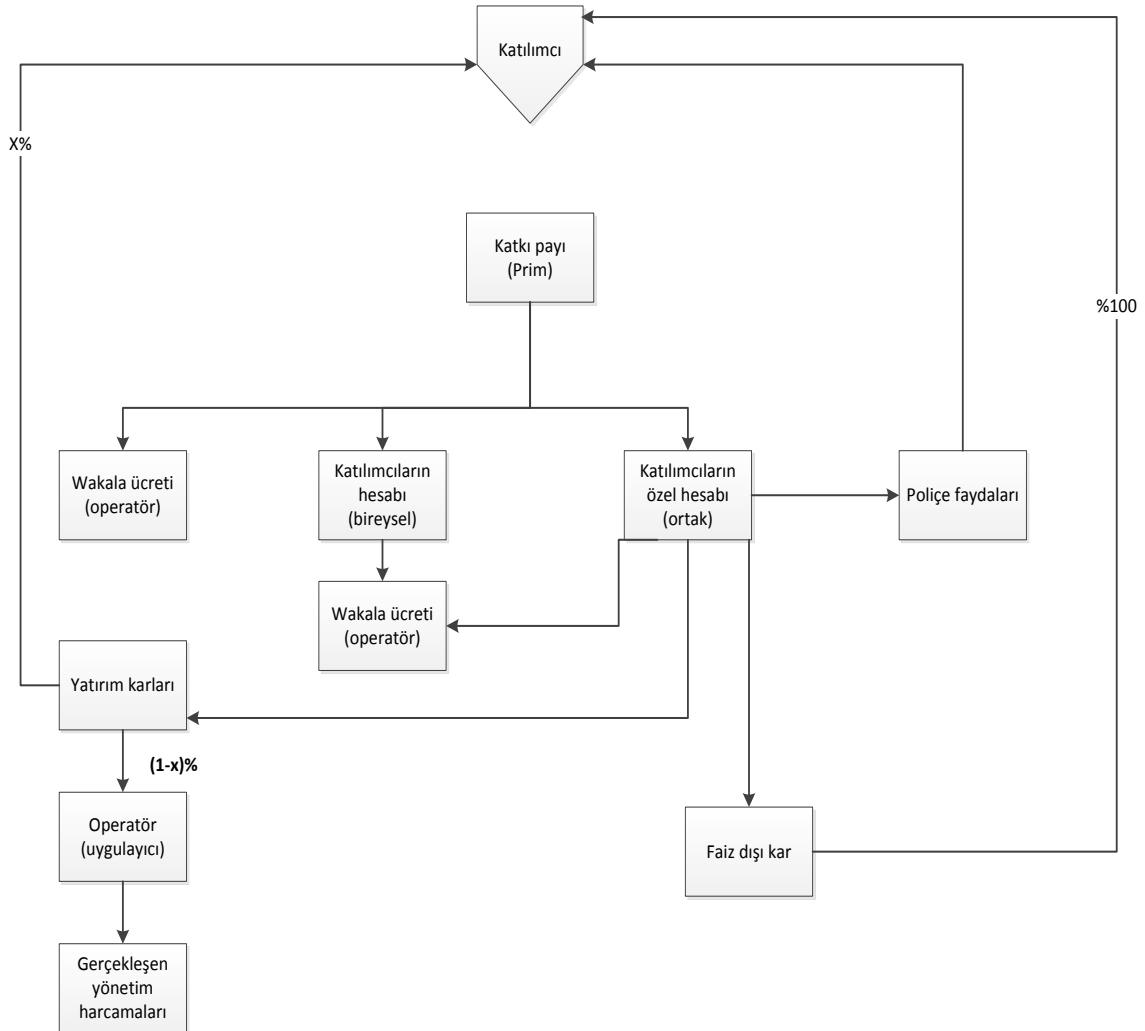 Katılımcı
X%
Katkı payı
(Prim)
%100
Wakala ücreti
(operatör)
Katılımcıların
hesabı
(bireysel)
Katılımcıların
özel hesabı
(ortak)
Poliçe faydaları
Wakala ücreti
(operatör)
Yatırım karları
(1-x)%
Operatör
(uygulayıcı)
Faiz dışı kar
Gerçekleşen
yönetim
harcamaları